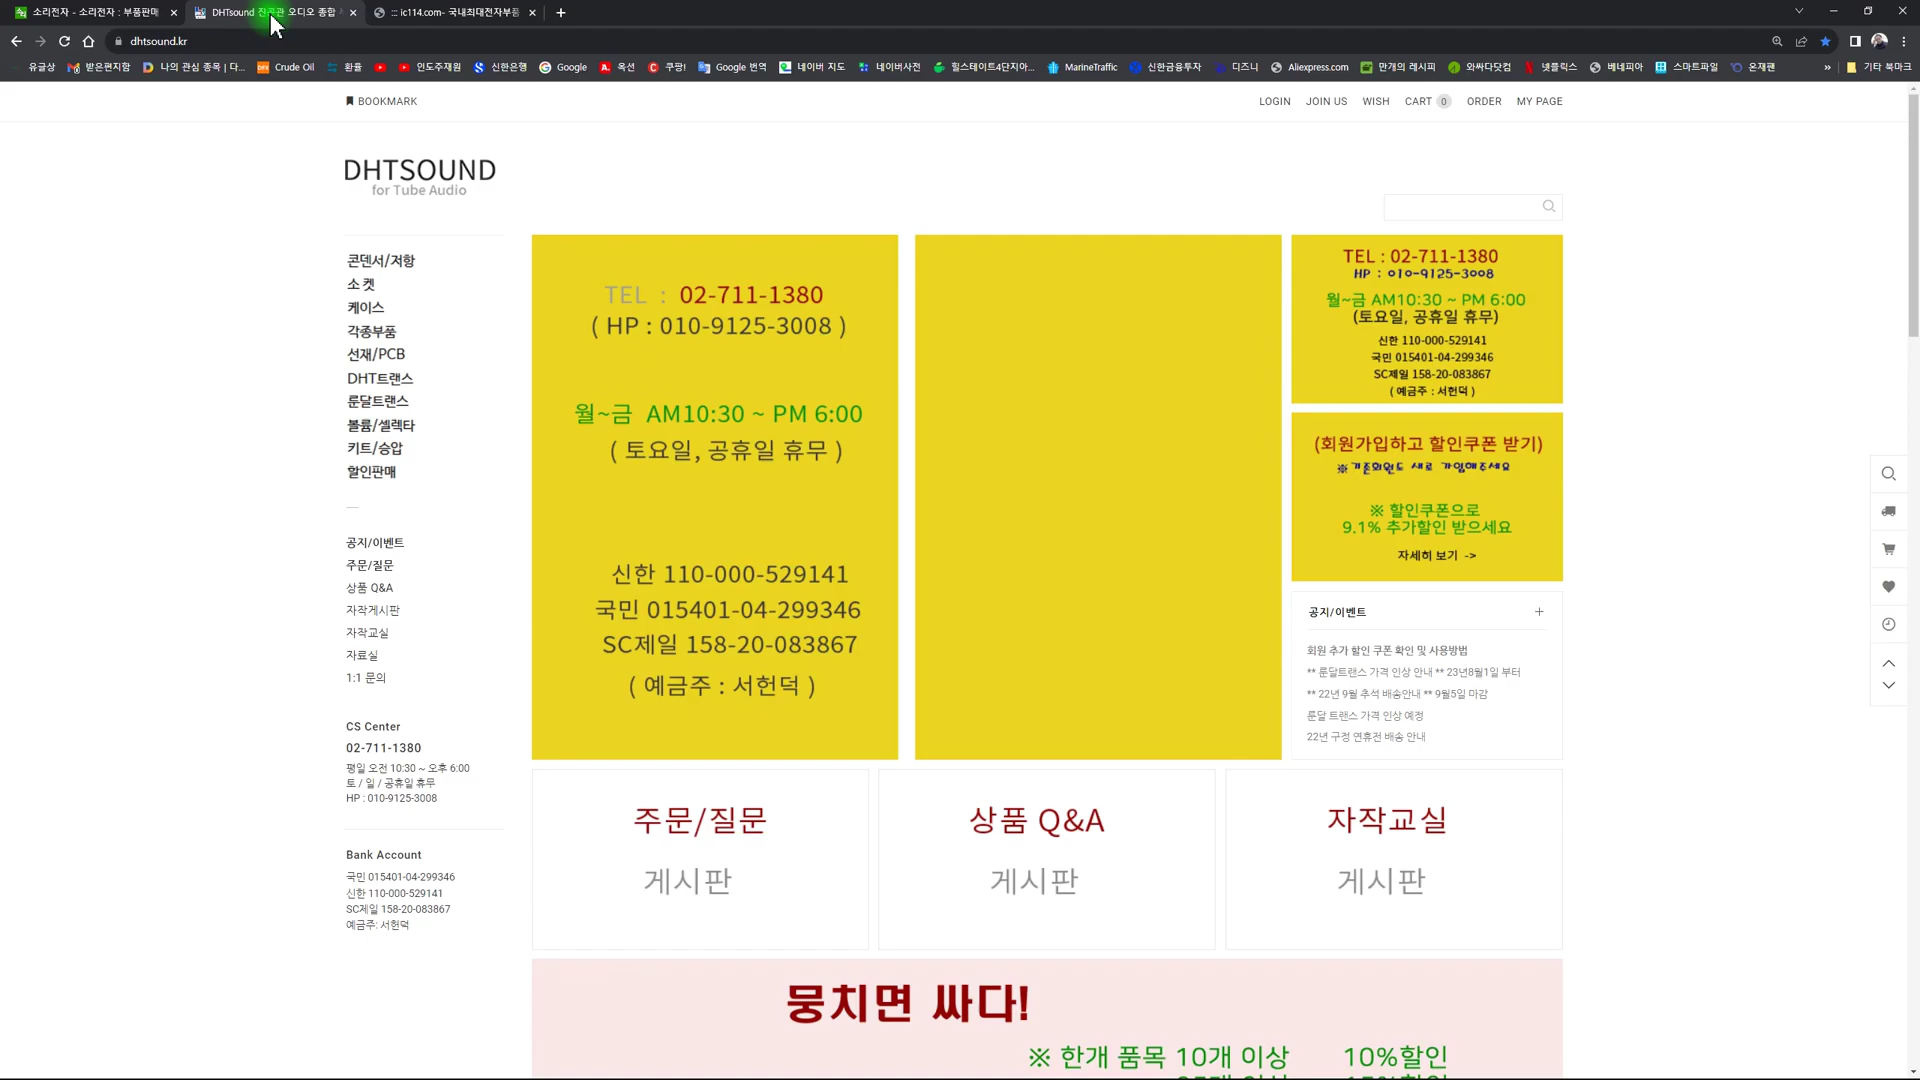 소리전자 - 소리전자 : 부품판매
DHTsound 진공관 오디오 종합
::: ic114.com- 국내최대전자부품
dhtsound.kr
유글상
받은편지함
나의 관심 종목 | 다...
Crude Oil
환율
인도주재원
신한은행
Google
옥션
쿠팡!
Google 번역
네이버 지도
네이버사전
힐스테이트4단지아...
MarineTraffic
신한금융투자
디즈니
Aliexpress.com
만개의 레시피
와싸다닷컴
넷플릭스
베네피아
스마트파일
온재팬
»
기타 북마크
BOOKMARK
LOGIN
JOIN US
WISH
CART 0
ORDER
MY PAGE
DHTSOUND
for Tube Audio
콘덴서/저항
소 켓
케이스
각종부품
선재/PCB
DHT트랜스
룬달트랜스
볼륨/셀렉타
키트/승압
할인판매
공지/이벤트
주문/질문
상품 Q&A
자작게시판
자작교실
자료실
1:1 문의
CS Center
02-711-1380
평일 오전 10:30 ~ 오후 6:00
토 / 일 / 공휴일 휴무
HP : 010-9125-3008
Bank Account
국민 015401-04-299346
신한 110-000-529141
SC제일 158-20-083867
예금주: 서헌덕
TEL : 02-711-1380
( HP : 010-9125-3008 )
월~금 AM10:30 ~ PM 6:00
( 토요일, 공휴일 휴무 )
신한 110-000-529141
국민 015401-04-299346
SC제일 158-20-083867
( 예금주 : 서헌덕 )
TEL : 02-711-1380
HP : 010-9125-3008
월~금 AM10:30 ~ PM 6:00
(토요일, 공휴일 휴무)
신한 110-000-529141
국민 015401-04-299346
SC제일 158-20-083867
( 예금주 : 서헌덕 )
(회원가입하고 할인쿠폰 받기)
※기존회원도 새로 가입해주세요
※ 할인쿠폰으로
9.1% 추가할인 받으세요
자세히 보기 ->
공지/이벤트
회원 추가 할인 쿠폰 확인 및 사용방법
** 룬달트랜스 가격 인상 안내 ** 23년8월1일 부터
** 22년 9월 추석 배송안내 ** 9월5일 마감
룬달 트랜스 가격 인상 예정
22년 구정 연휴전 배송 안내
주문/질문
게시판
상품 Q&A
게시판
자작교실
게시판
뭉치면 싸다!
※ 한개 품목 10개 이상 10%할인